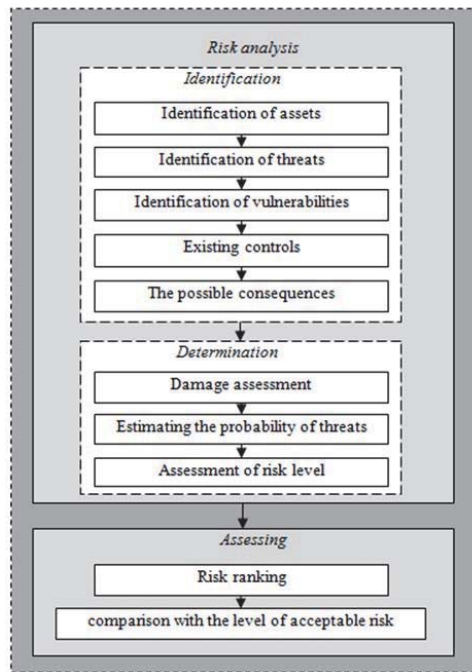 Risk analysis
Identification
Identification of assets
Identification of threats
Identification of vulnerabilities
Existing controls
The possible consequences
Determination
Damage assessment
Estimating the probability of threats
Assessment of risk level
Assessing
Risk ranking
comparison with the level of acceptable risk